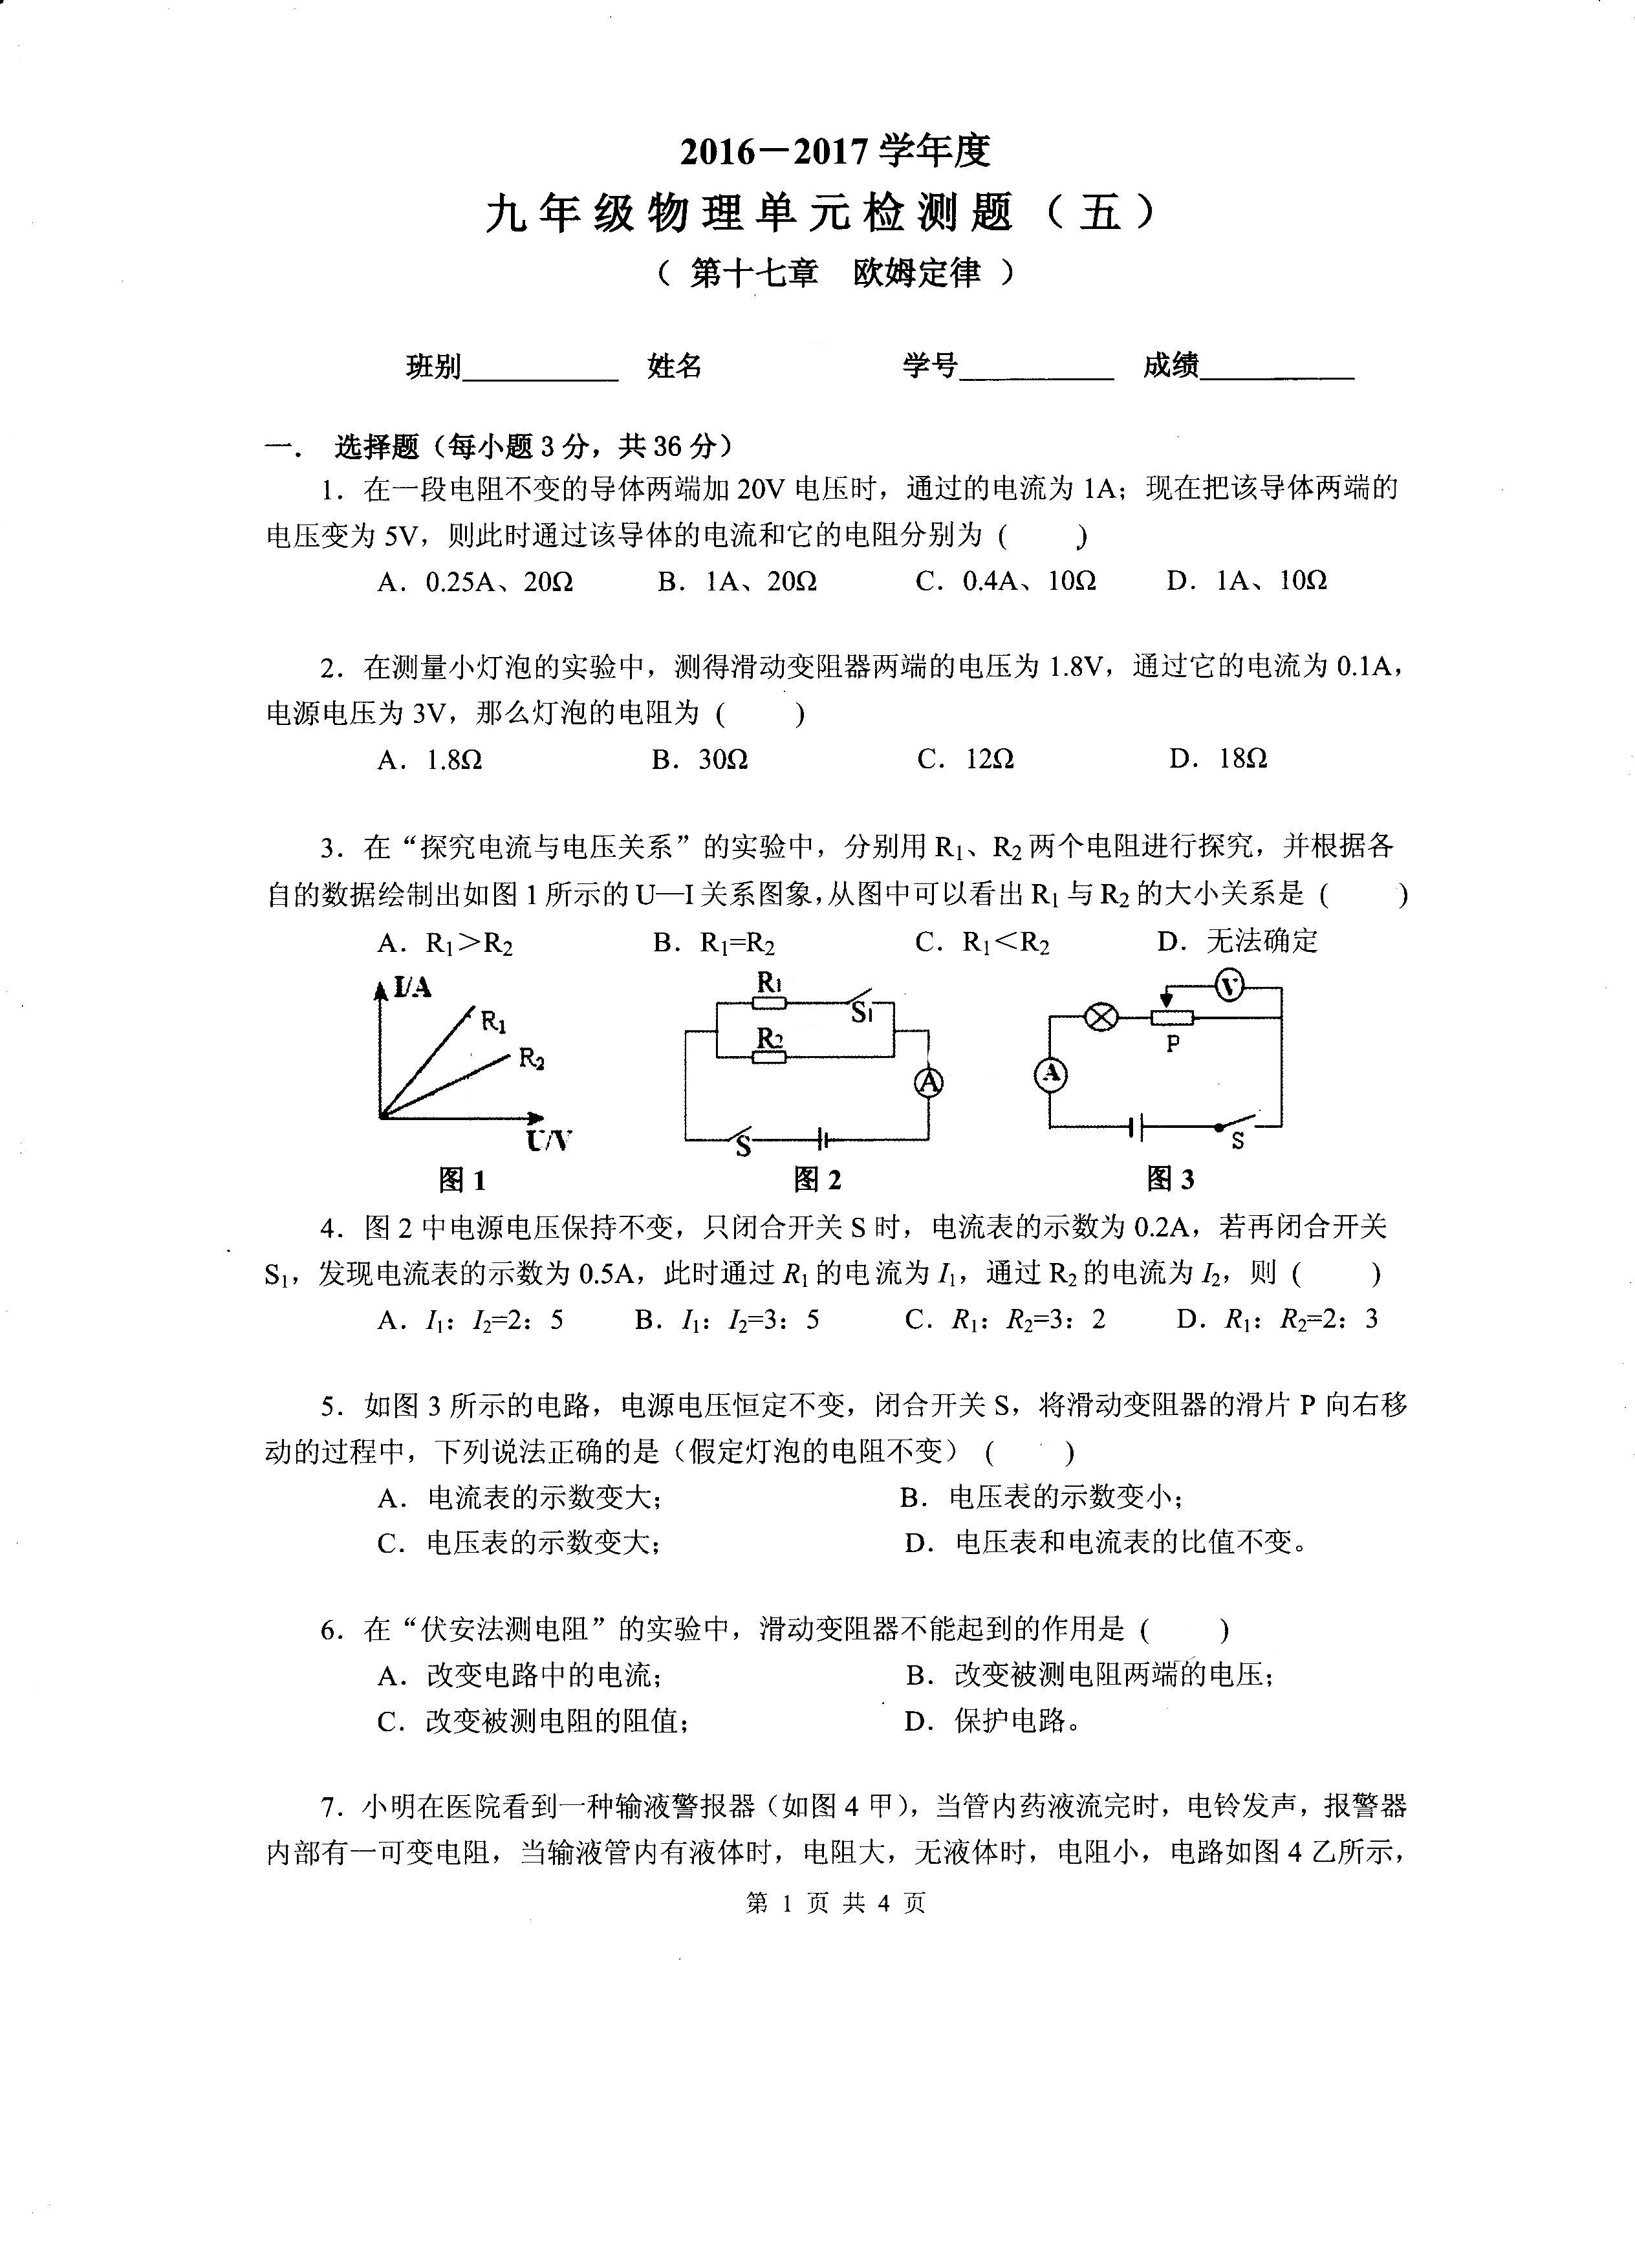 2016－2017 学年度
九年级物理单元检测题（五）
（ 第十七章　欧姆定律 ）
班别__________ 姓名 学号__________ 成绩__________
一． 选择题（每小题 3 分，共 36 分）
1．在一段电阻不变的导体两端加 20V 电压时，通过的电流为 1A；现在把该导体两端的
电压变为 5V，则此时通过该导体的电流和它的电阻分别为（　　）
A．0.25A、20Ω B．1A、20Ω C．0.4A、10Ω D．1A、10Ω
2．在测量小灯泡的实验中，测得滑动变阻器两端的电压为 1.8V，通过它的电流为 0.1A，
电源电压为 3V，那么灯泡的电阻为（　　）
A．1.8Ω B．30Ω C．12Ω D．18Ω
3．在“探究电流与电压关系”的实验中，分别用 R₁、R₂ 两个电阻进行探究，并根据各
自的数据绘制出如图 1 所示的 U—I 关系图象，从图中可以看出 R₁ 与 R₂ 的大小关系是（　　）
A．R₁＞R₂ B．R₁=R₂ C．R₁＜R₂ D．无法确定
I/A R₁ R₂ U/V
R₁ S₁ R₂ A S
V P A S
图 1 图 2 图 3
4．图 2 中电源电压保持不变，只闭合开关 S 时，电流表的示数为 0.2A，若再闭合开关
S₁，发现电流表的示数为 0.5A，此时通过 R₁ 的电流为 I₁，通过 R₂ 的电流为 I₂，则（　　）
A．I₁：I₂=2：5 B．I₁：I₂=3：5 C．R₁：R₂=3：2 D．R₁：R₂=2：3
5．如图 3 所示的电路，电源电压恒定不变，闭合开关 S，将滑动变阻器的滑片 P 向右移
动的过程中，下列说法正确的是（假定灯泡的电阻不变）（　　）
A．电流表的示数变大； B．电压表的示数变小；
C．电压表的示数变大； D．电压表和电流表的比值不变。
6．在“伏安法测电阻”的实验中，滑动变阻器不能起到的作用是（　　）
A．改变电路中的电流； B．改变被测电阻两端的电压；
C．改变被测电阻的阻值； D．保护电路。
7．小明在医院看到一种输液警报器（如图 4 甲），当管内药液流完时，电铃发声，报警器
内部有一可变电阻，当输液管内有液体时，电阻大，无液体时，电阻小，电路如图 4 乙所示，
第 1 页 共 4 页